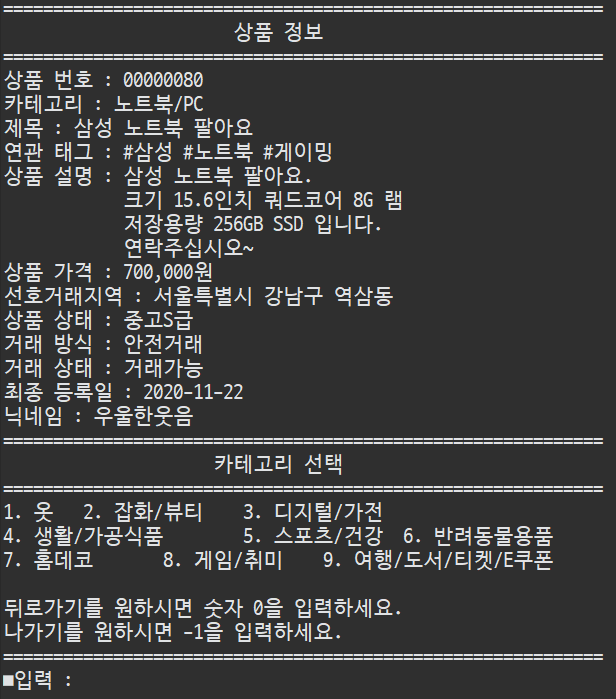 ============================================================
상품 정보
============================================================
상품 번호 : 00000080
카테고리 : 노트북/PC
제목 : 삼성 노트북 팔아요
연관 태그 : #삼성 #노트북 #게이밍
상품 설명 : 삼성 노트북 팔아요.
크기 15.6인치 쿼드코어 8G 램
저장용량 256GB SSD 입니다.
연락주십시오~
상품 가격 : 700,000원
선호거래지역 : 서울특별시 강남구 역삼동
상품 상태 : 중고S급
거래 방식 : 안전거래
거래 상태 : 거래가능
최종 등록일 : 2020-11-22
닉네임 : 우울한웃음
============================================================
카테고리 선택
============================================================
1. 옷 2. 잡화/뷰티 3. 디지털/가전
4. 생활/가공식품 5. 스포츠/건강 6. 반려동물용품
7. 홈데코 8. 게임/취미 9. 여행/도서/티켓/E쿠폰
뒤로가기를 원하시면 숫자 0을 입력하세요.
나가기를 원하시면 -1을 입력하세요.
============================================================
■입력 :